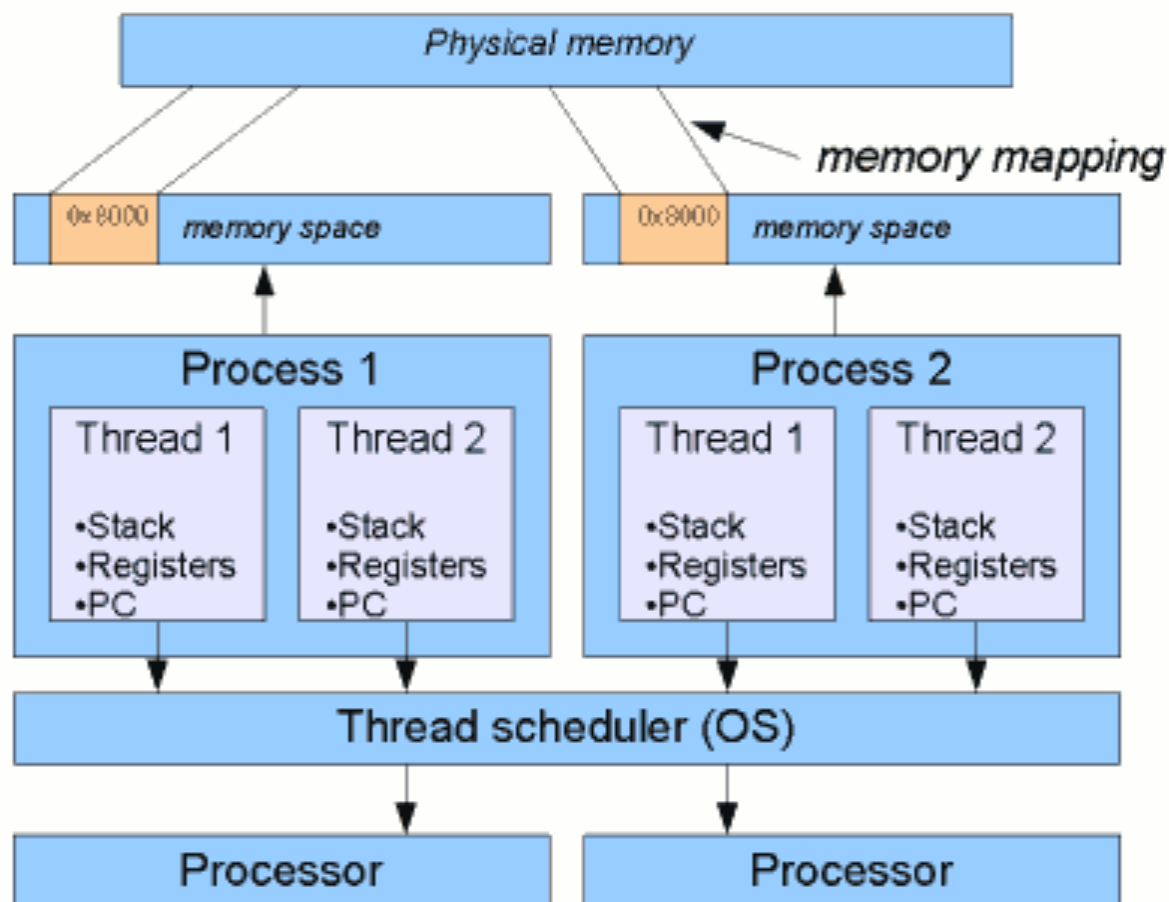 Physical memory
memory mapping
0x8000 memory space
0x8000 memory space
Process 1
Process 2
Thread 1
Thread 2
Thread 1
Thread 2
•Stack
•Registers
•PC
•Stack
•Registers
•PC
•Stack
•Registers
•PC
•Stack
•Registers
•PC
Thread scheduler (OS)
Processor
Processor